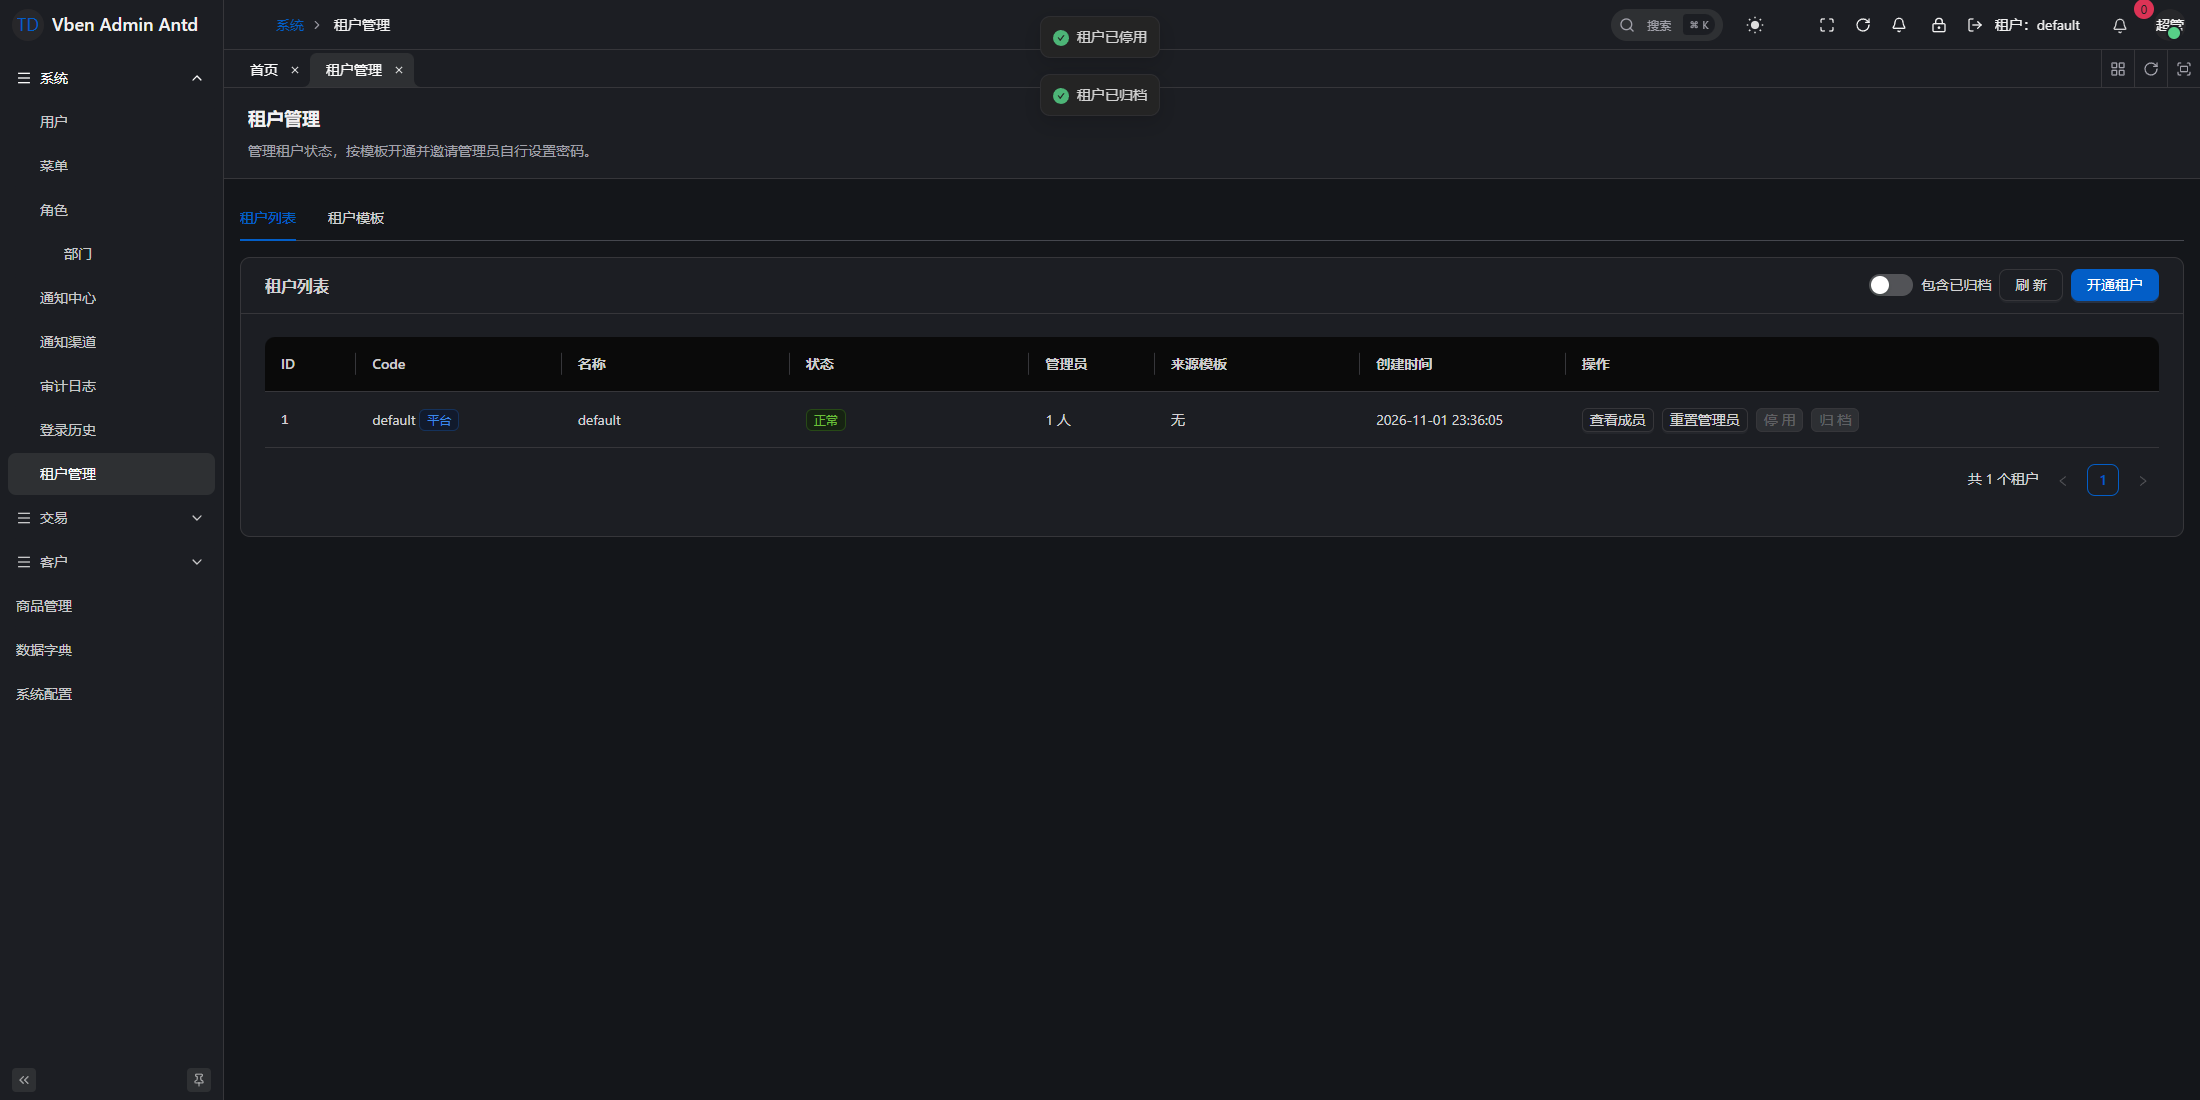 TD Vben Admin Antd
系统
用户
菜单
角色
部门
通知中心
通知渠道
审计日志
登录历史
租户管理
交易
客户
商品管理
数据字典
系统配置
系统 > 租户管理
搜索 ⌘ K
租户：default
0
超管
租户已停用
租户已归档
首页 × 租户管理 ×
租户管理
管理租户状态，按模板开通并邀请管理员自行设置密码。
租户列表 租户模板
租户列表
包含已归档 刷 新 开通租户
ID Code 名称 状态 管理员 来源模板 创建时间 操作
1 default 平台 default 正常 1 人 无 2026-11-01 23:36:05 查看成员 重置管理员 停 用 归 档
共 1 个租户 < 1 >